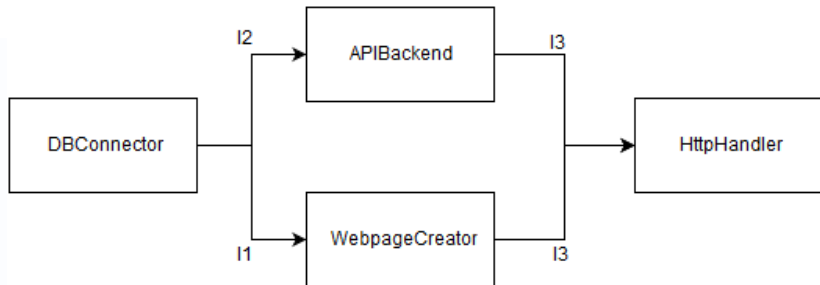 I2
APIBackend
I3
DBConnector
HttpHandler
I1
WebpageCreator
I3